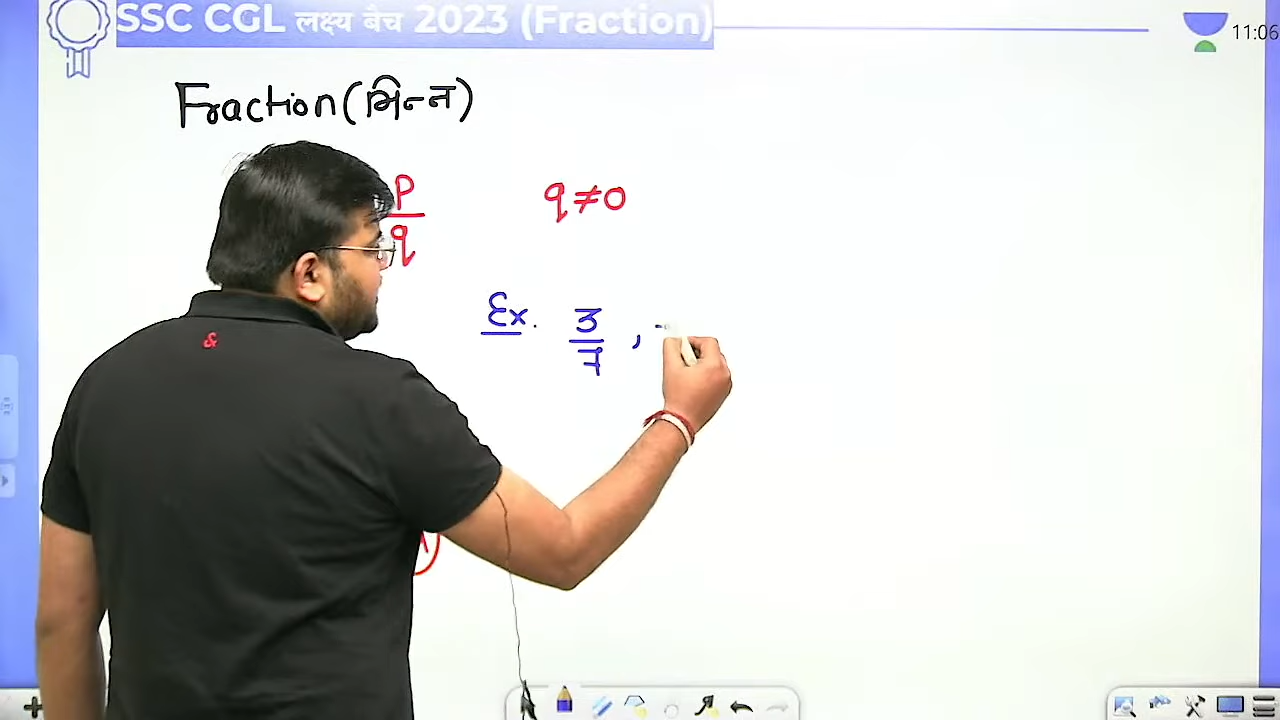 SSC CGL लक्ष्य बैच 2023 (Fraction)
11:06
Fraction (भिन्न)
p/q q≠0
Ex. 3/7 ,